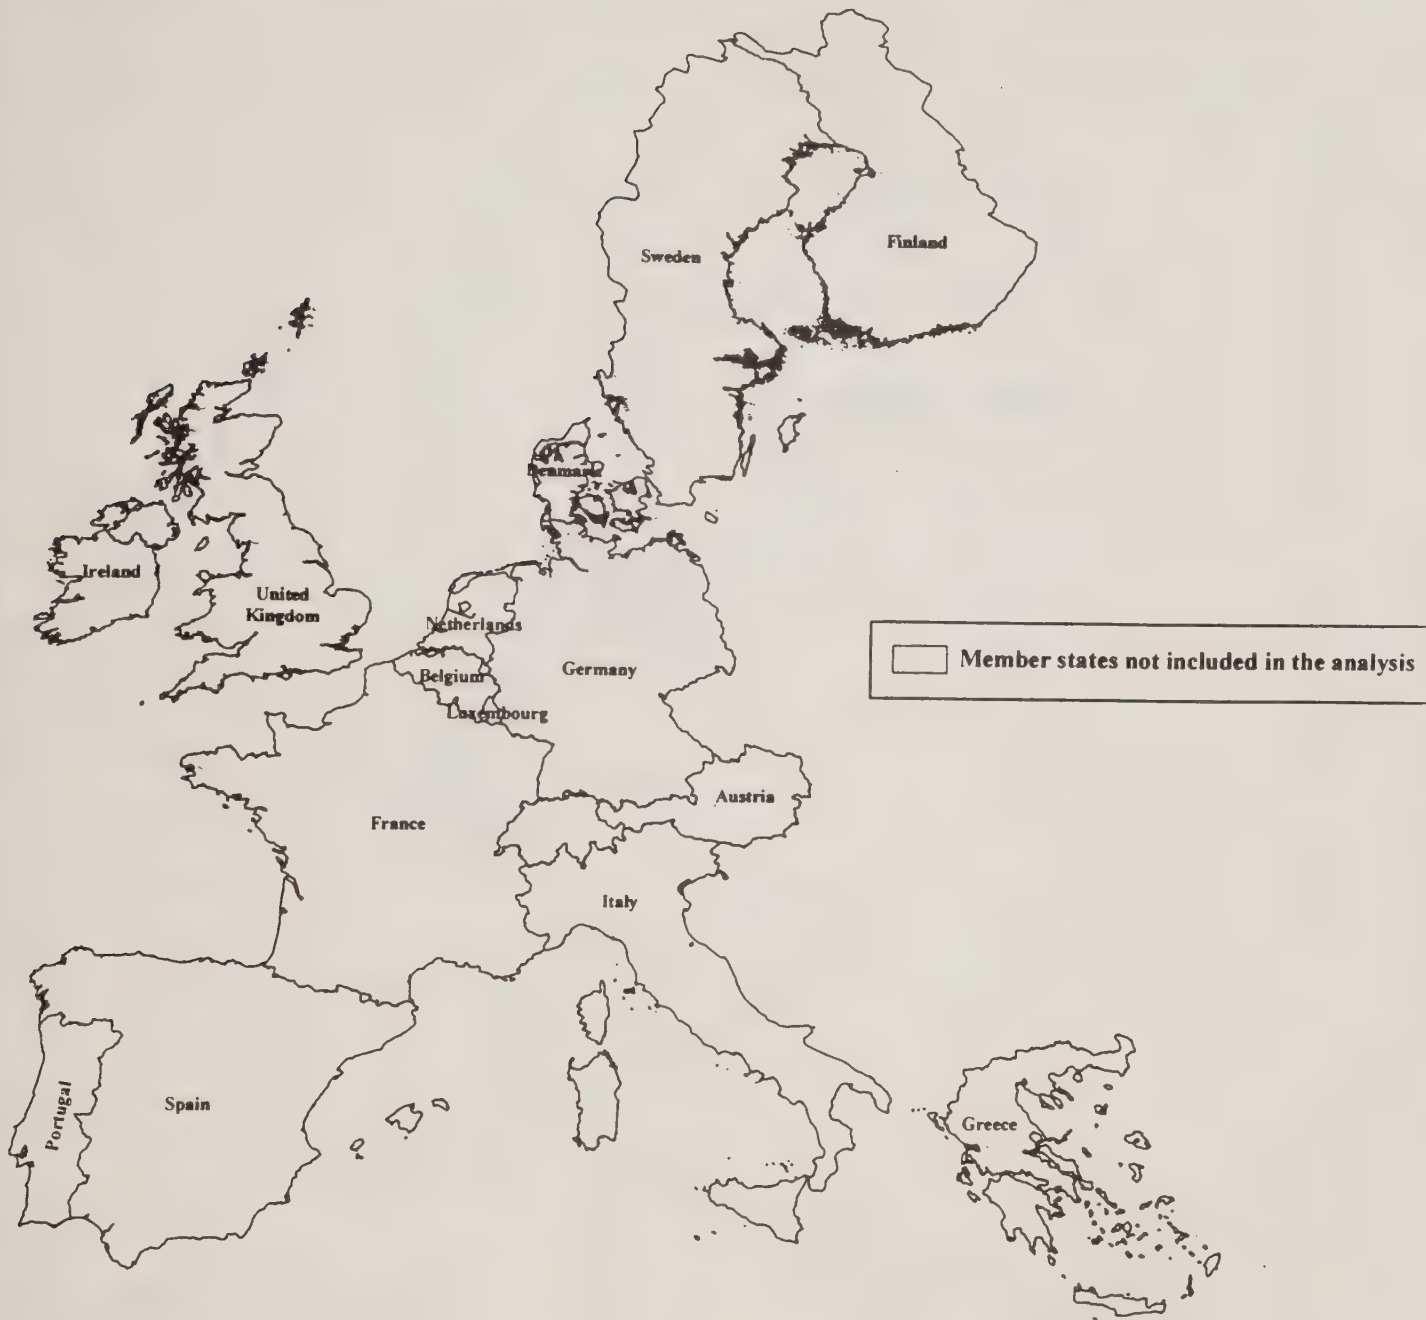 Finland
Sweden
Denmark
Ireland
United
Kingdom
Netherlands
Germany
Member states not included in the analysis
Belgium
Luxembourg
Austria
France
Italy
Portugal
Spain
Greece